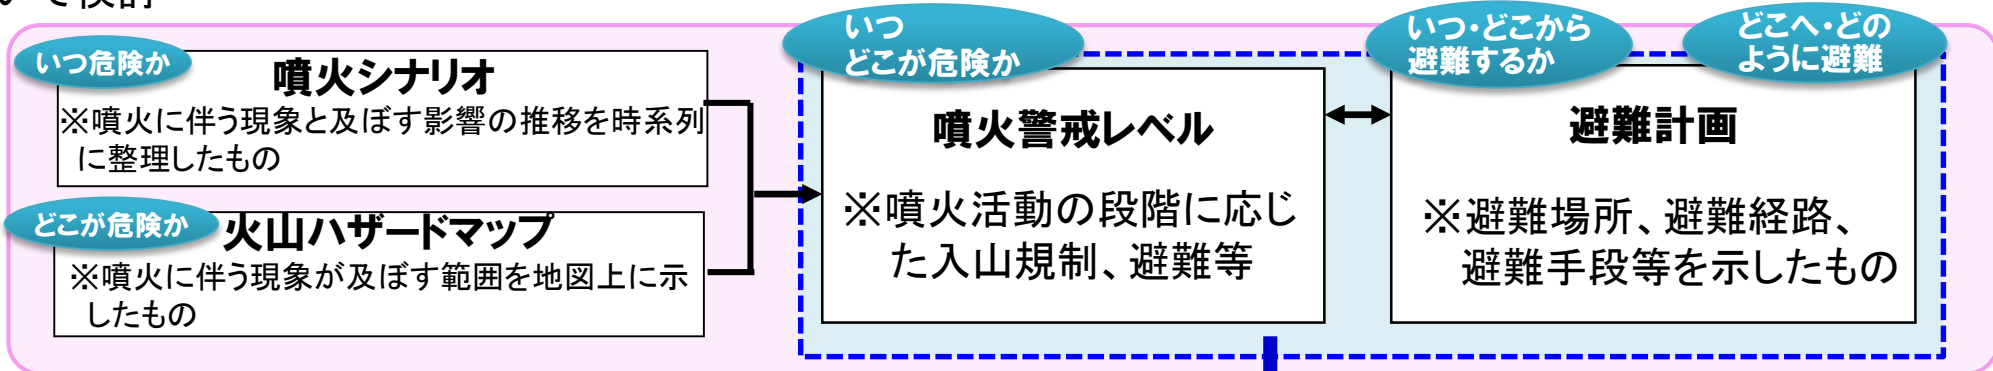 いつ危険か
噴火シナリオ
※噴火に伴う現象と及ぼす影響の推移を時系列
に整理したもの
どこが危険か
火山ハザードマップ
※噴火に伴う現象が及ぼす範囲を地図上に示
したもの
いつ
どこが危険か
噴火警戒レベル
※噴火活動の段階に応じ
た入山規制、避難等
いつ・どこから
避難するか
どこへ・どの
ように避難
避難計画
※避難場所、避難経路、
避難手段等を示したもの